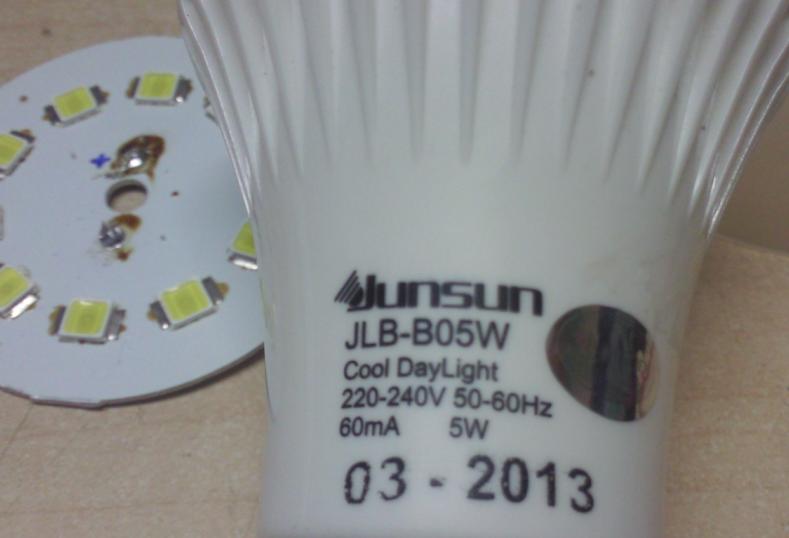 +
Junsun
JLB-B05W
Cool DayLight
220-240V 50-60Hz
60mA 5W
03 - 2013